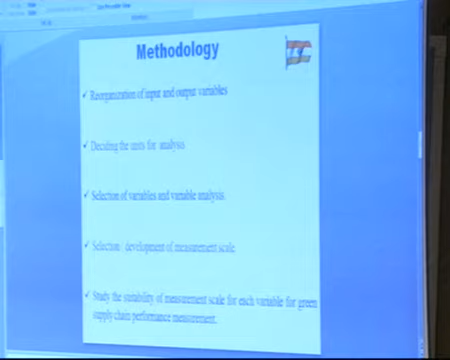 Methodology
✓ Reorganization of input and output variables
✓ Deciding the units for analysis
✓ Selection of variables and variable analysis.
✓ Selection / development of measurement scale
✓ Study the suitability of measurement scale for each variable for green
supply chain performance measurement.